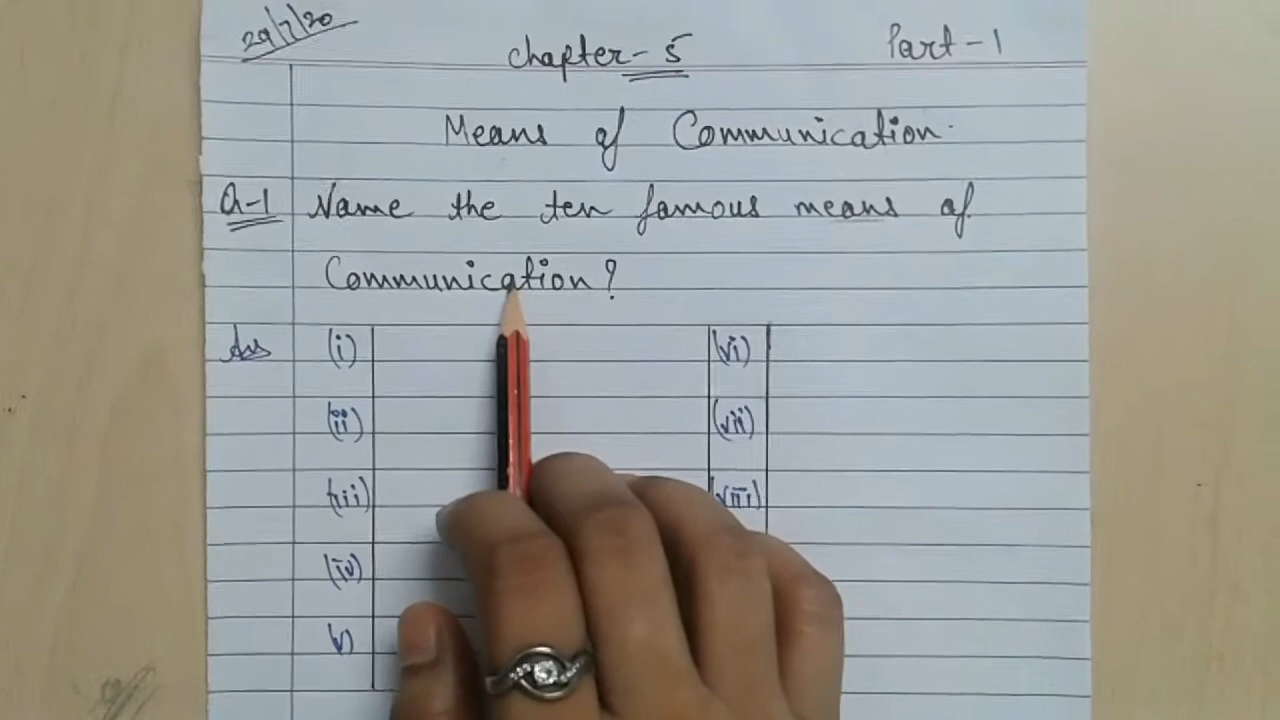 29/7/20
Chapter-5
Part-1
Means of Communication.
Q-1 Name the ten famous means of
Communication?
Ans (i) (vi)
(ii) (vii)
(iii) (viii)
(iv)
(v)